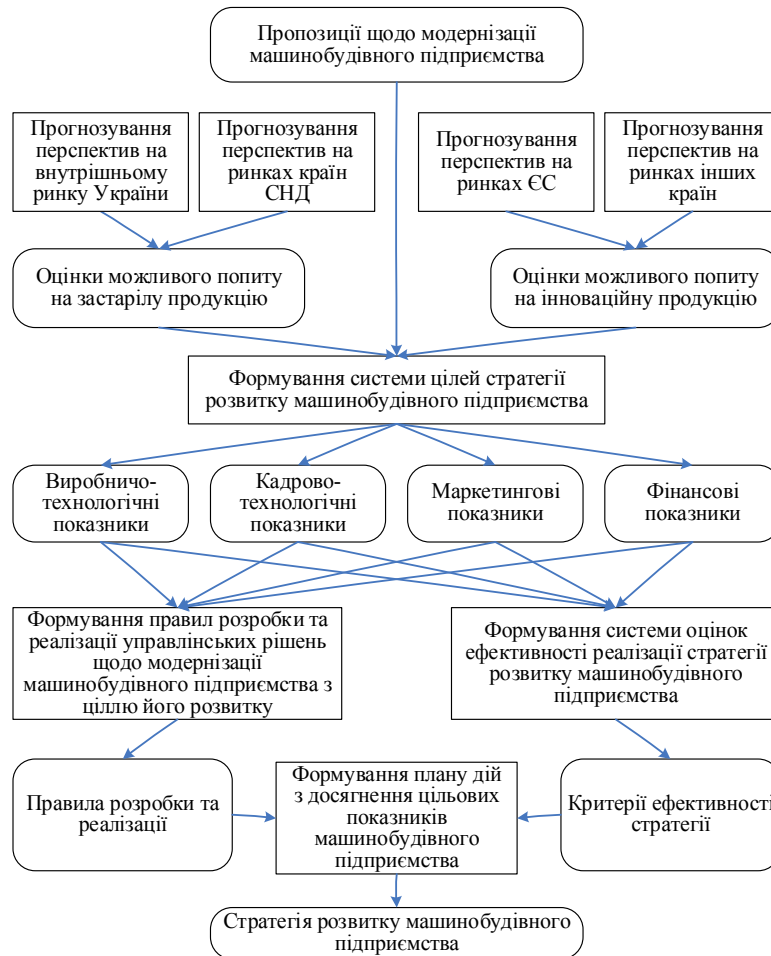 Пропозиції щодо модернізації
машинобудівного підприємства
Прогнозування
перспектив на
внутрішньому
ринку України
Прогнозування
перспектив на
ринках країн
СНД
Прогнозування
перспектив на
ринках ЄС
Прогнозування
перспектив на
ринках інших
країн
Оцінки можливого попиту
на застарілу продукцію
Оцінки можливого попиту
на інноваційну продукцію
Формування системи цілей стратегії
розвитку машинобудівного підприємства
Виробничо-
технологічні
показники
Кадрово-
технологічні
показники
Маркетингові
показники
Фінансові
показники
Формування правил розробки та
реалізації управлінських рішень
щодо модернізації
машинобудівного підприємства з
ціллю його розвитку
Формування системи оцінок
ефективності реалізації стратегії
розвитку машинобудівного
підприємства
Правила розробки та
реалізації
Формування плану дій
з досягнення цільових
показників
машинобудівного
підприємства
Критерії ефективності
стратегії
Стратегія розвитку машинобудівного
підприємства